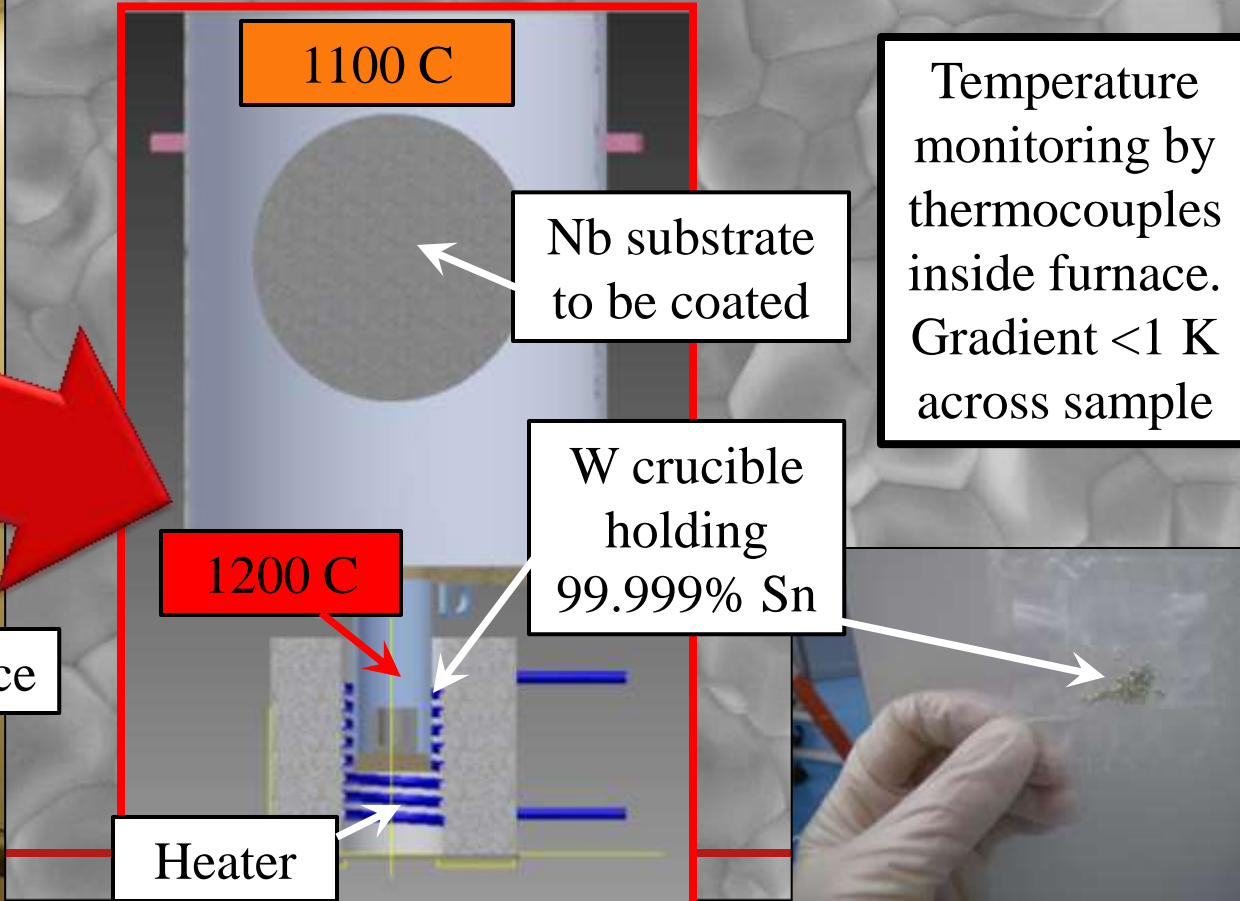 1100 C
Nb substrate
to be coated
Temperature
monitoring by
thermocouples
inside furnace.
Gradient <1 K
across sample
W crucible
holding
99.999% Sn
1200 C
Heater